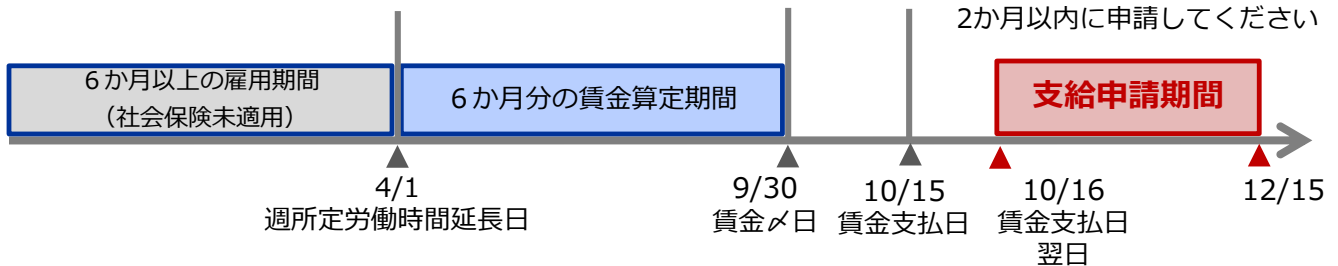 2か月以内に申請してください
６か月以上の雇用期間
（社会保険未適用）
６か月分の賃金算定期間
支給申請期間
4/1
週所定労働時間延長日
9/30
賃金〆日
10/15
賃金支払日
10/16
賃金支払日
翌日
12/15